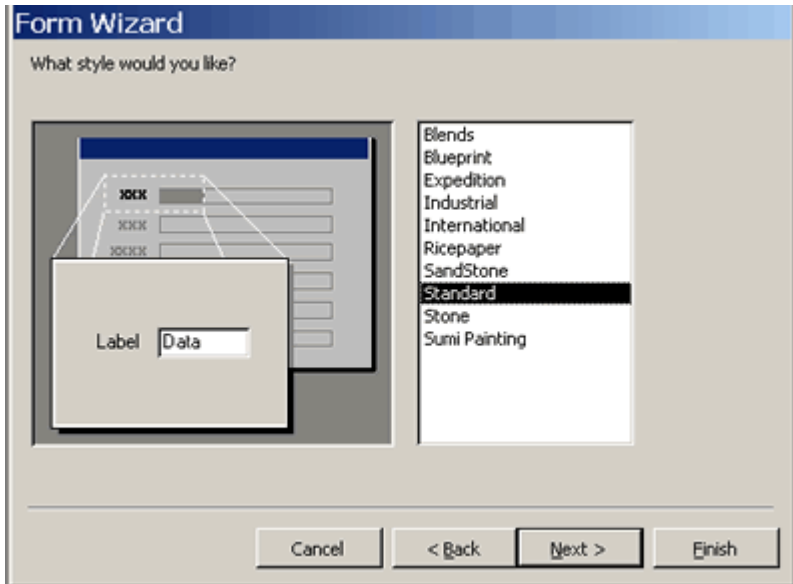 Form Wizard
What style would you like?
xxx
xxx
xxxx
Label Data
Blends
Blueprint
Expedition
Industrial
International
Ricepaper
SandStone
Standard
Stone
Sumi Painting
Cancel < Back Next > Finish